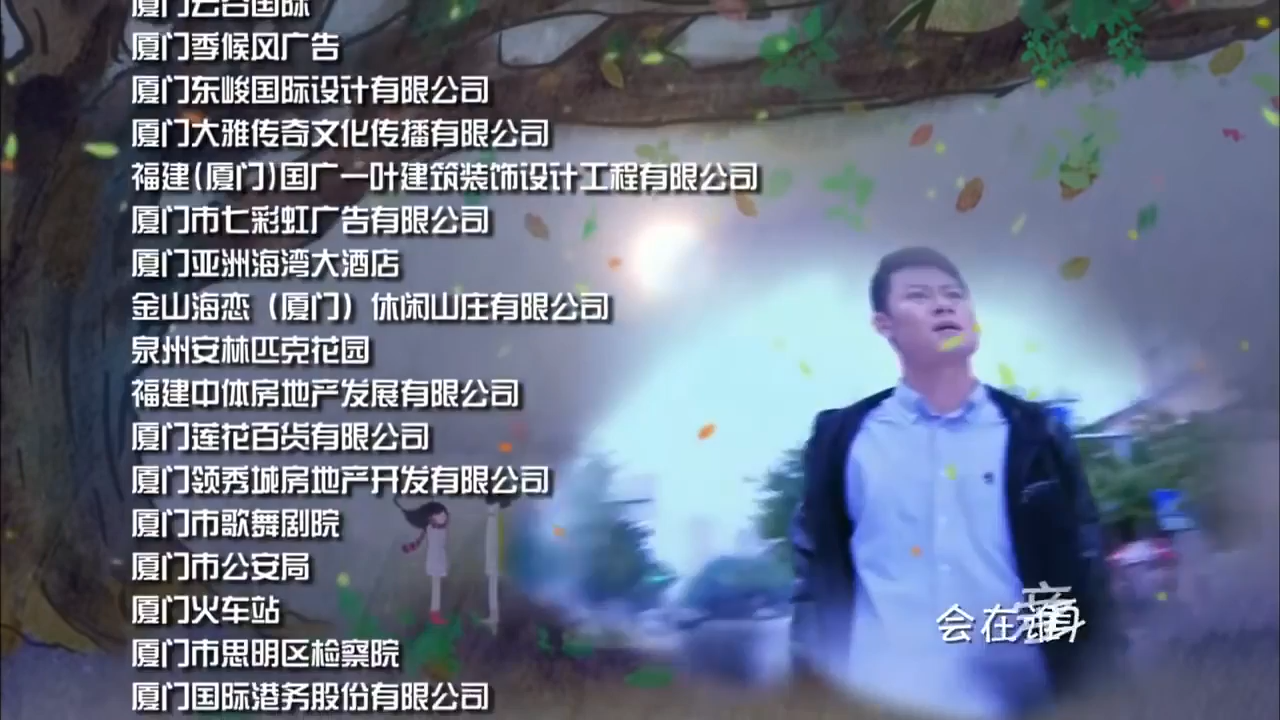 厦门云谷国际
厦门季候风广告
厦门东峻国际设计有限公司
厦门大雅传奇文化传播有限公司
福建(厦门)国广一叶建筑装饰设计工程有限公司
厦门市七彩虹广告有限公司
厦门亚洲海湾大酒店
金山海恋（厦门）休闲山庄有限公司
泉州安林匹克花园
福建中体房地产发展有限公司
厦门莲花百货有限公司
厦门领秀城房地产开发有限公司
厦门市歌舞剧院
厦门市公安局
厦门火车站
厦门市思明区检察院
厦门国际港务股份有限公司
会在